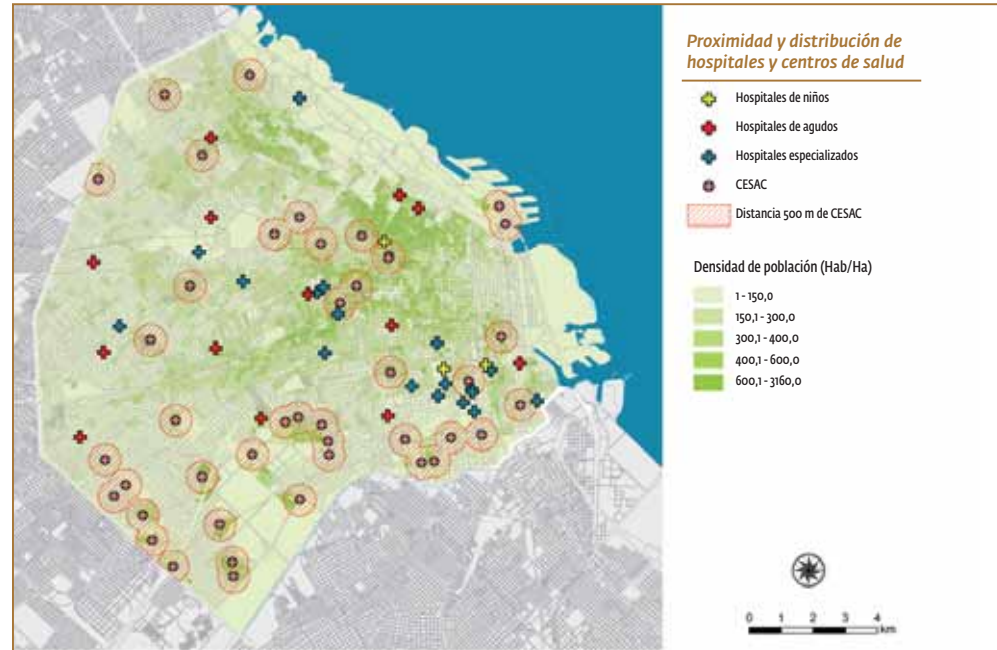 Proximidad y distribución de
hospitales y centros de salud
Hospitales de niños
Hospitales de agudos
Hospitales especializados
CESAC
Distancia 500 m de CESAC
Densidad de población (Hab/Ha)
1 - 150,0
150,1 - 300,0
300,1 - 400,0
400,1 - 600,0
600,1 - 3160,0
0 1 2 3 4
km